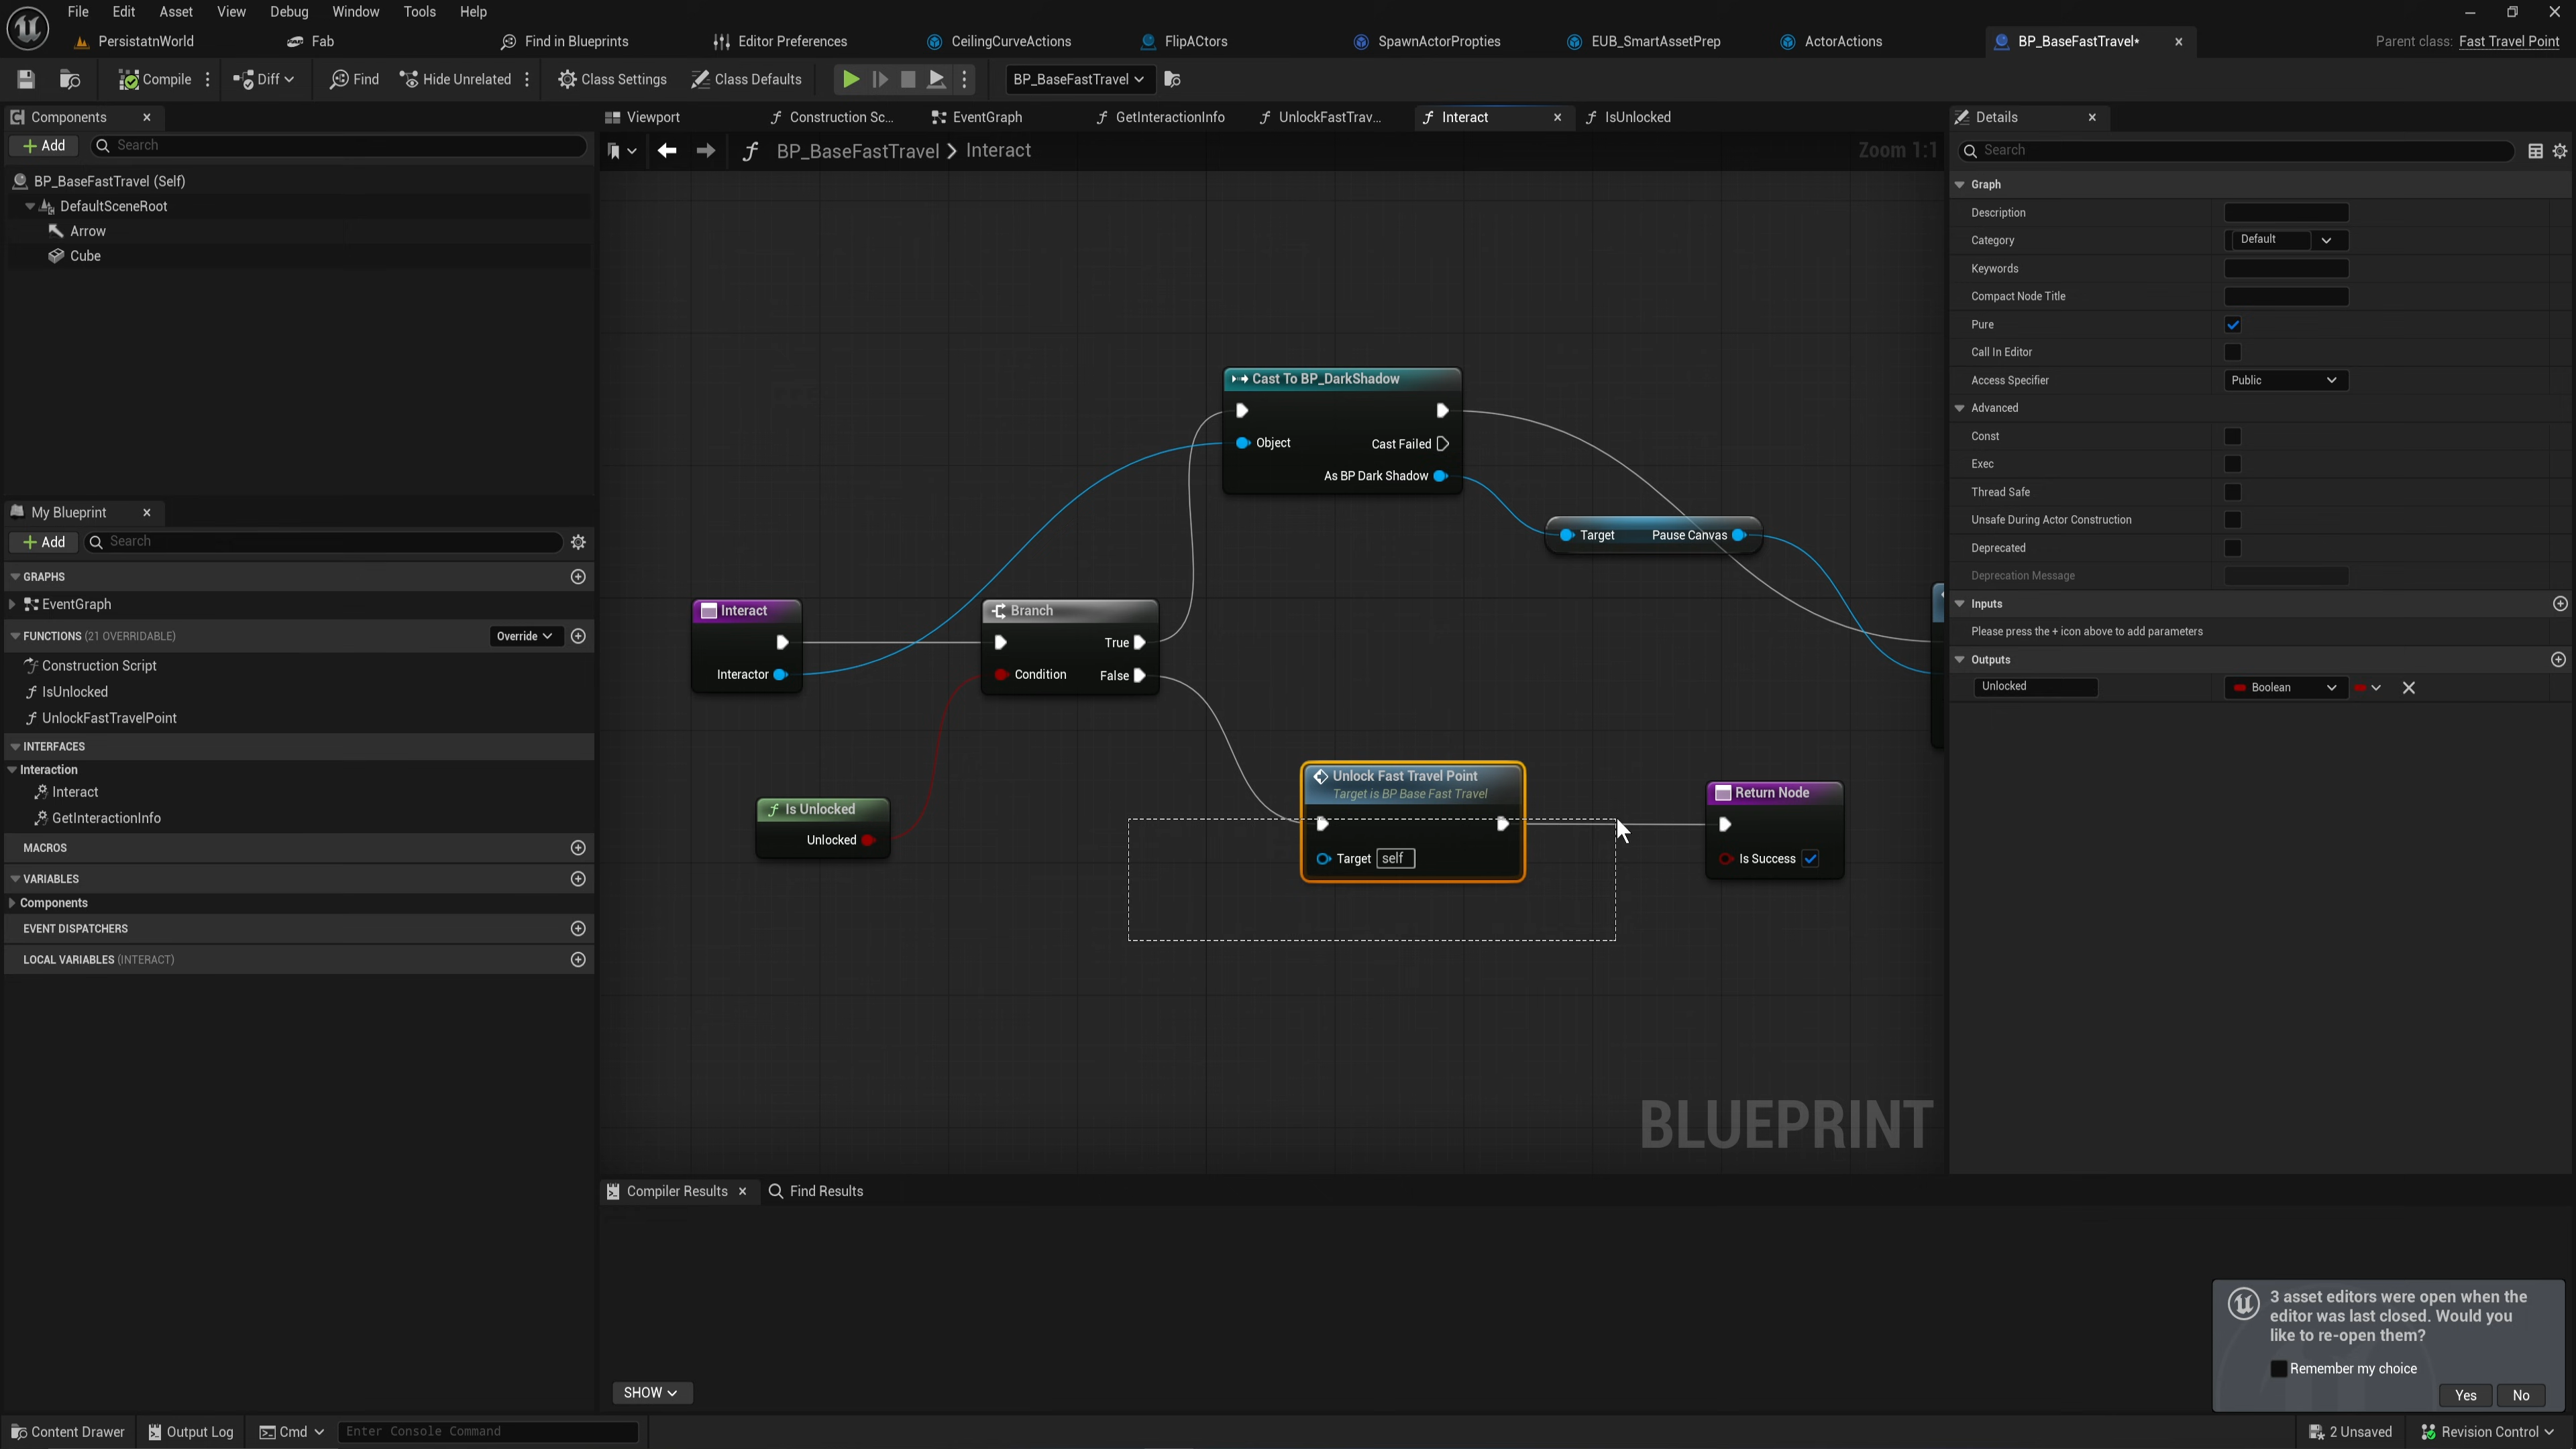 File Edit Asset View Debug Window Tools Help
PersistatnWorld Fab Find in Blueprints Editor Preferences CeilingCurveActions FlipACtors SpawnActorPropties EUB_SmartAssetPrep ActorActions BP_BaseFastTravel* Parent class: Fast Travel Point
Compile Diff Find Hide Unrelated Class Settings Class Defaults BP_BaseFastTravel
Components
Add Search
BP_BaseFastTravel (Self)
DefaultSceneRoot
Arrow
Cube
My Blueprint
Add Search
GRAPHS
EventGraph
FUNCTIONS (21 OVERRIDABLE) Override
Construction Script
IsUnlocked
UnlockFastTravelPoint
INTERFACES
Interaction
Interact
GetInteractionInfo
MACROS
VARIABLES
Components
EVENT DISPATCHERS
LOCAL VARIABLES (INTERACT)
Viewport Construction Sc... EventGraph GetInteractionInfo UnlockFastTrav... Interact IsUnlocked
BP_BaseFastTravel > Interact Zoom 1:1
Cast To BP_DarkShadow
Object Cast Failed
As BP Dark Shadow
Target Pause Canvas
Interact
Interactor
Branch
True
Condition False
Is Unlocked
Unlocked
Unlock Fast Travel Point
Target is BP Base Fast Travel
Target self
Return Node
Is Success
BLUEPRINT
Compiler Results Find Results
SHOW
Details
Search
Graph
Description
Category Default
Keywords
Compact Node Title
Pure
Call In Editor
Access Specifier Public
Advanced
Const
Exec
Thread Safe
Unsafe During Actor Construction
Deprecated
Deprecation Message
Inputs
Please press the + icon above to add parameters
Outputs
Unlocked Boolean
3 asset editors were open when the
editor was last closed. Would you
like to re-open them?
Remember my choice
Yes No
Content Drawer Output Log Cmd Enter Console Command 2 Unsaved Revision Control